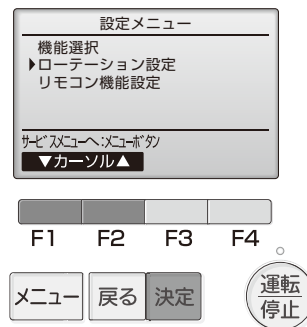 設定メニュー
機能選択
▶ローテーション設定
リモコン機能設定
サービスメニューへ:メニューボタン
▼カーソル▲
F1 F2 F3 F4
メニュー 戻る 決定 運転
停止